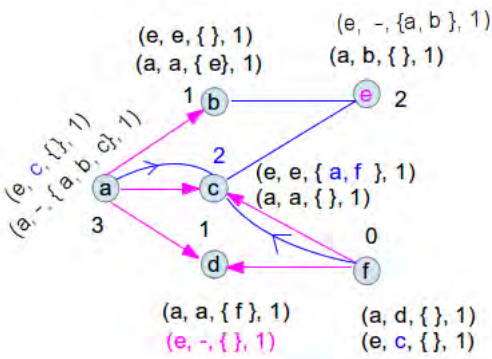 (e, -, {a, b }, 1)
(e, e, { }, 1)
(a, a, { e}, 1)
(a, b, { }, 1)
1
b
e
2
(e, c, { }, 1)
(a, -, { a, b, c}, 1)
2
a
c
(e, e, { a, f }, 1)
(a, a, { }, 1)
3
1
0
d
f
(a, a, { f }, 1)
(e, -, { }, 1)
(a, d, { }, 1)
(e, c, { }, 1)